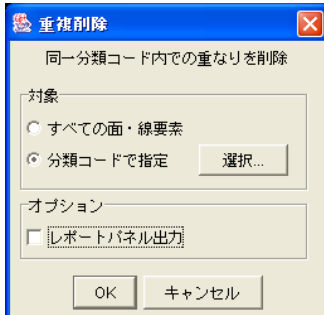 重複削除
同一分類コード内での重なりを削除
対象
すべての面・線要素
分類コードで指定
選択...
オプション
レポートパネル出力
OK
キャンセル